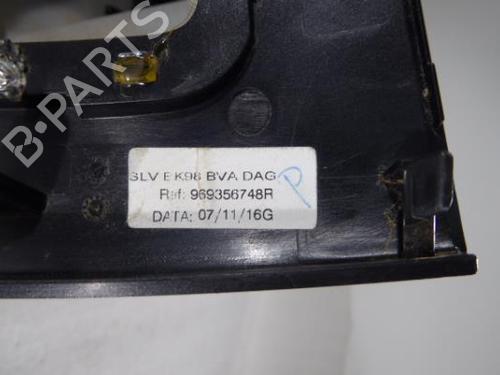 B-PARTS
SLV B K98 BVA DAG
Ref: 969356748R
DATA: 07/11/16G
P